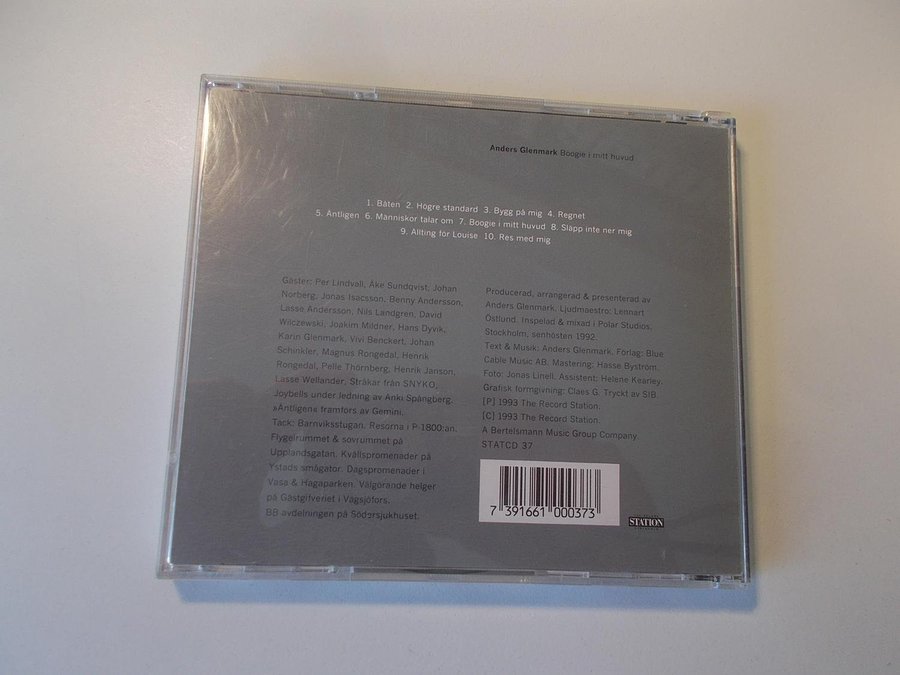 Anders Glenmark Boogie i mitt huvud
1. Båten 2. Högre standard 3. Bygg på mig 4. Regnet
5. Äntligen 6. Människor talar om 7. Boogie i mitt huvud 8. Släpp inte ner mig
9. Allting för Louise 10. Res med mig
Gäster: Per Lindvall, Åke Sundqvist, Johan
Norberg, Jonas Isacsson, Benny Andersson,
Lasse Andersson, Nils Landgren, David
Wilczewski, Joakim Milder, Hans Dyvik,
Karin Glenmark, Vivi Benckert, Johan
Schinkler, Magnus Rongedal, Henrik
Rongedal, Pelle Thörnberg, Henrik Janson,
Lasse Wellander, Stråkar från SNYKO,
Joybells under ledning av Anki Spångberg.
»Äntligen« framförs av Gemini.
Tack: Barnviksstugan. Resorna i P 1800:an.
Flygelrummet & sovrummet på
Upplandsgatan. Kvällspromenader på
Ystads smågator. Dagspromenader i
Vasa & Hagaparken. Välgörande helger
på Gästgifveriet i Vägsjöfors.
BB-avdelningen på Södersjukhuset.
Producerad, arrangerad & presenterad av
Anders Glenmark. Ljudmaestro: Lennart
Östlund. Inspelad & mixad i Polar Studios,
Stockholm, senhösten 1992.
Text & Musik: Anders Glenmark. Förlag: Blue
Cable Music AB. Mastering: Hasse Byström.
Foto: Jonas Linell. Assistent: Helene Kearley.
Grafisk formgivning: Claes G. Tryckt av SIB.
[P] 1993 The Record Station.
[C] 1993 The Record Station.
A Bertelsmann Music Group Company
STATCD 37
7 391661 000373
STATION